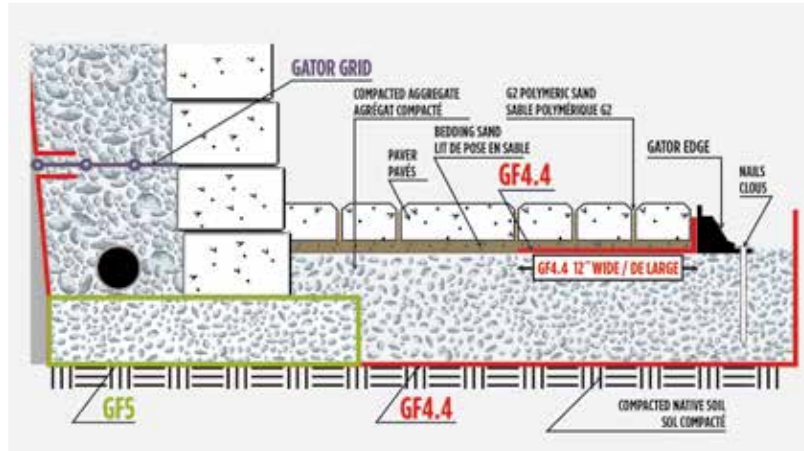 GATOR GRID
COMPACTED AGGREGATE
AGRÉGAT COMPACTÉ
G2 POLYMERIC SAND
SABLE POLYMÉRIQUE G2
BEDDING SAND
LIT DE POSE EN SABLE
PAVER
PAVÉS
GF4.4
GATOR EDGE
NAILS
CLOUS
GF4.4 12" WIDE / DE LARGE
GF5
GF4.4
COMPACTED NATIVE SOIL
SOL COMPACTÉ